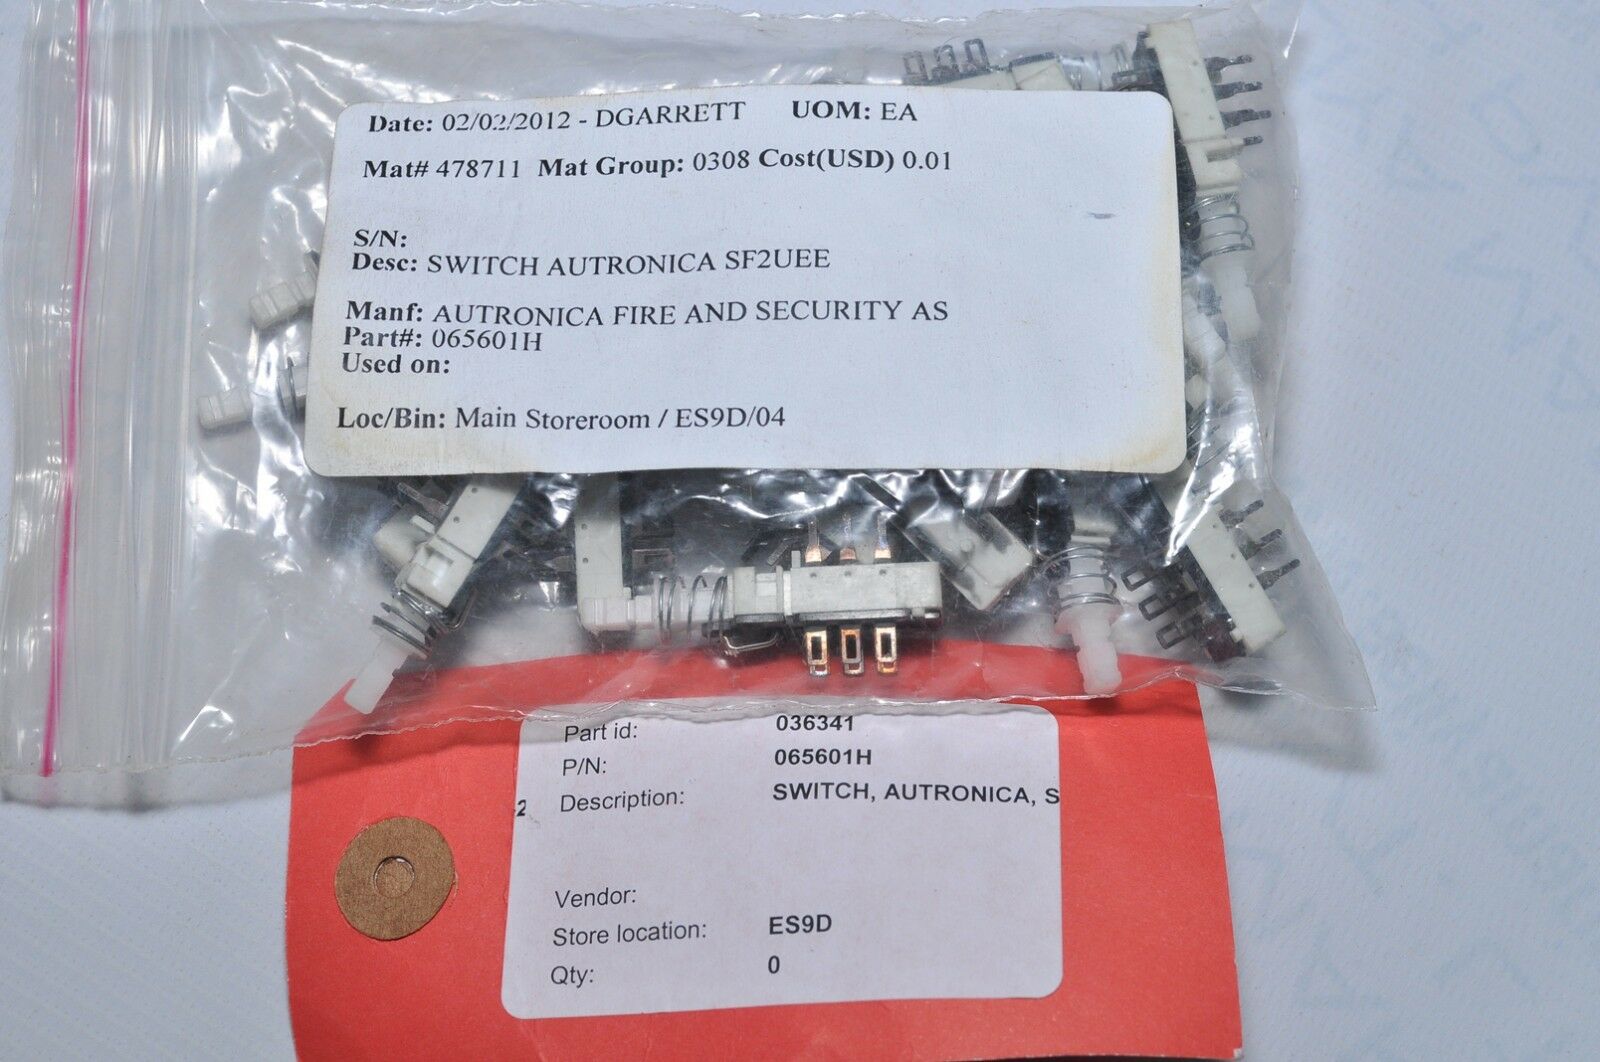 Date: 02/02/2012 - DGARRETT UOM: EA
Mat# 478711 Mat Group: 0308 Cost(USD) 0.01
S/N:
Desc: SWITCH AUTRONICA SF2UEE
Manf: AUTRONICA FIRE AND SECURITY AS
Part#: 065601H
Used on:
Loc/Bin: Main Storeroom / ES9D/04
Part id: 036341
P/N: 065601H
2 Description: SWITCH, AUTRONICA, S
Vendor:
Store location: ES9D
Qty: 0